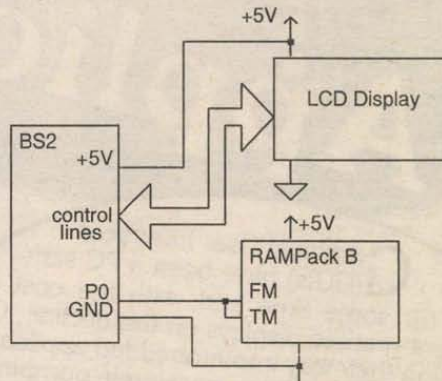 +5V
LCD Display
BS2
+5V
control
lines
+5V
RAMPack B
P0
GND
FM
TM